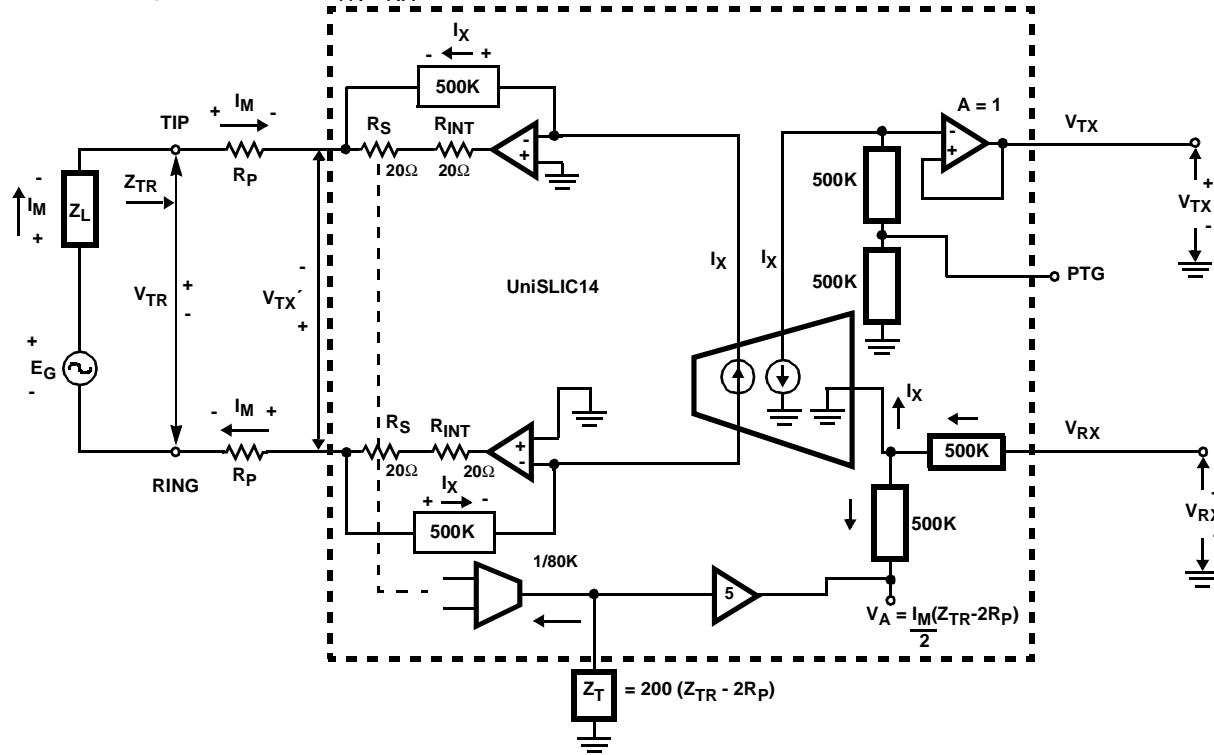 I_X
- +
500K
A = 1
I_M
+ -
TIP
R_S
R_INT
-
+
-
+
V_TX
R_P
20Ω
20Ω
Z_TR
500K
+
V_TX
-
-
I_M
+
Z_L
I_X
I_X
PTG
V_TR
+
-
-
V_TX´
+
UniSLIC14
500K
+
E_G
-
I_M
- +
R_S
R_INT
+
-
I_X
V_RX
R_P
20Ω
20Ω
500K
RING
I_X
+ -
500K
500K
V_RX
1/80K
5
V_A = I_M(Z_TR-2R_P)
2
Z_T = 200 (Z_TR - 2R_P)